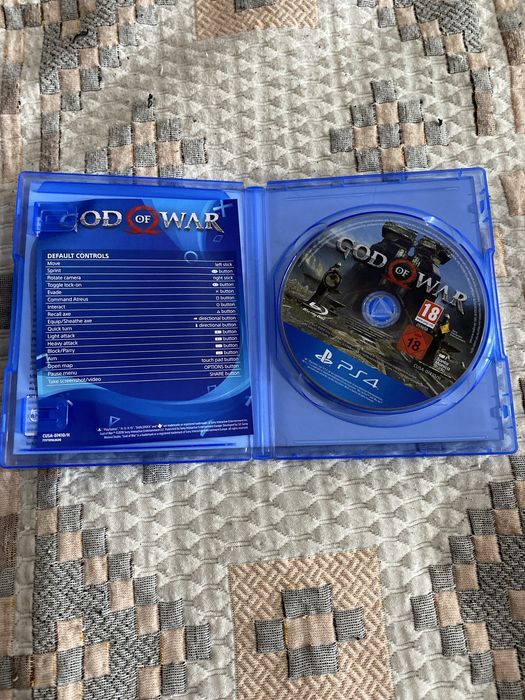 GOD OF WAR
DEFAULT CONTROLS
Move left stick
Sprint button
Rotate camera right stick
Toggle lock-on button
Evade button
Command Atreus button
Interact button
Recall axe button
Equip/Sheathe axe directional button
Quick turn directional button
Light attack button
Heavy attack button
Block/Parry button
Aim button
Open map touch pad button
Pause menu OPTIONS button
Take screenshot/video SHARE button
GOD OF WAR
18
18
PS4